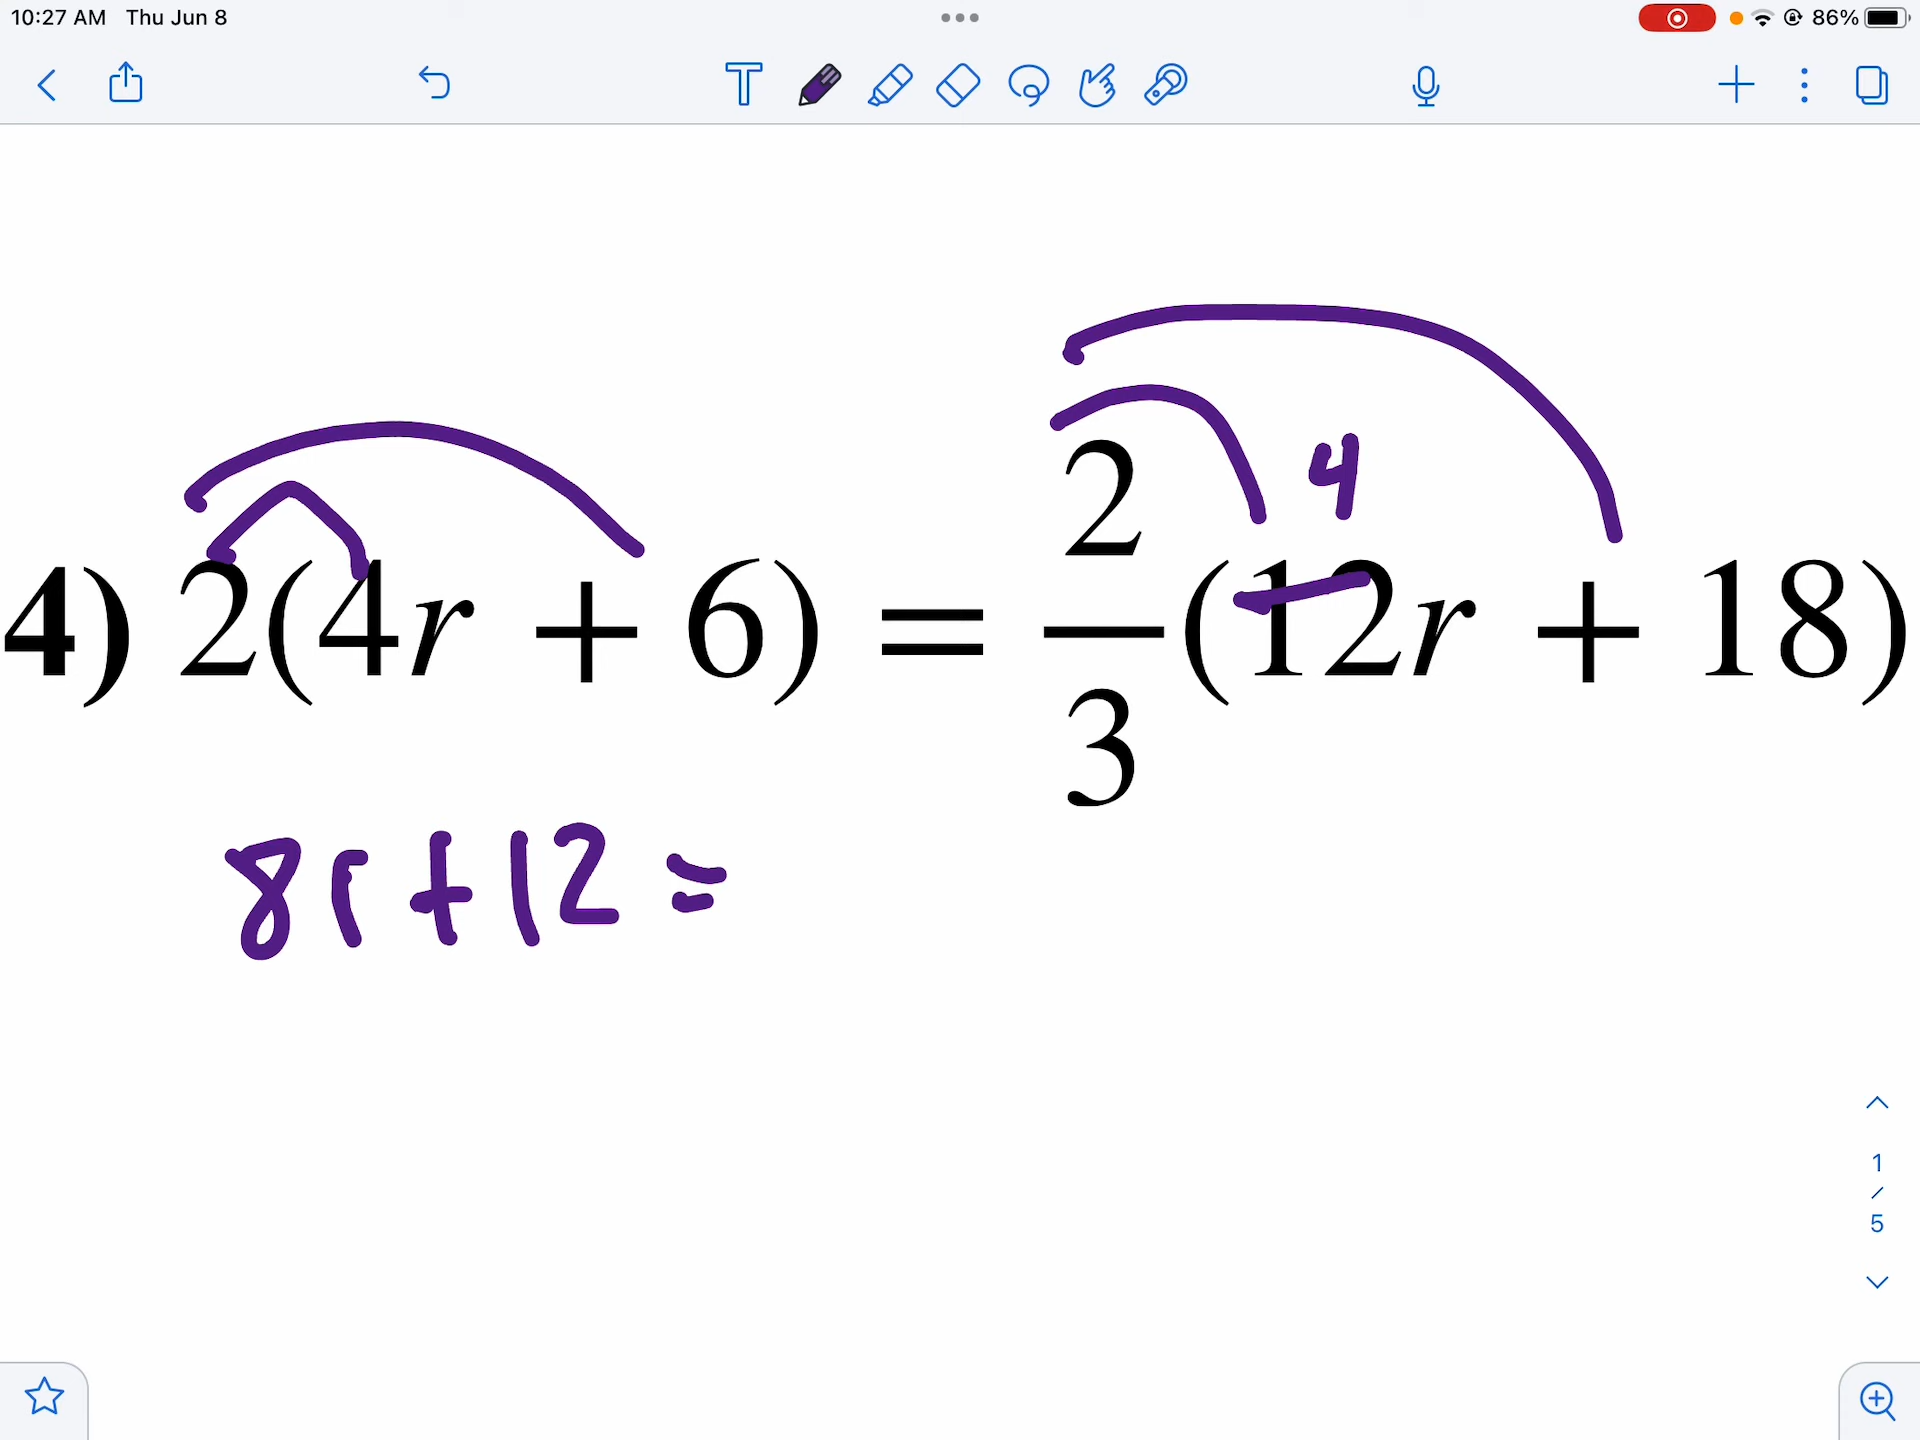 10:27 AM Thu Jun 8
86%
T
4
4) 2(4r + 6) = 2/3 (12r + 18)
8r + 12 =
1
/
5